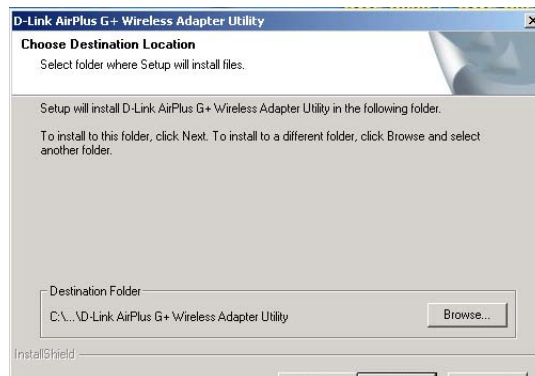 D-Link AirPlus G+ Wireless Adapter Utility
Choose Destination Location
Select folder where Setup will install files.
Setup will install D-Link AirPlus G+ Wireless Adapter Utility in the following folder.
To install to this folder, click Next. To install to a different folder, click Browse and select
another folder.
Destination Folder
C:\...\D-Link AirPlus G+ Wireless Adapter Utility
Browse...
InstallShield